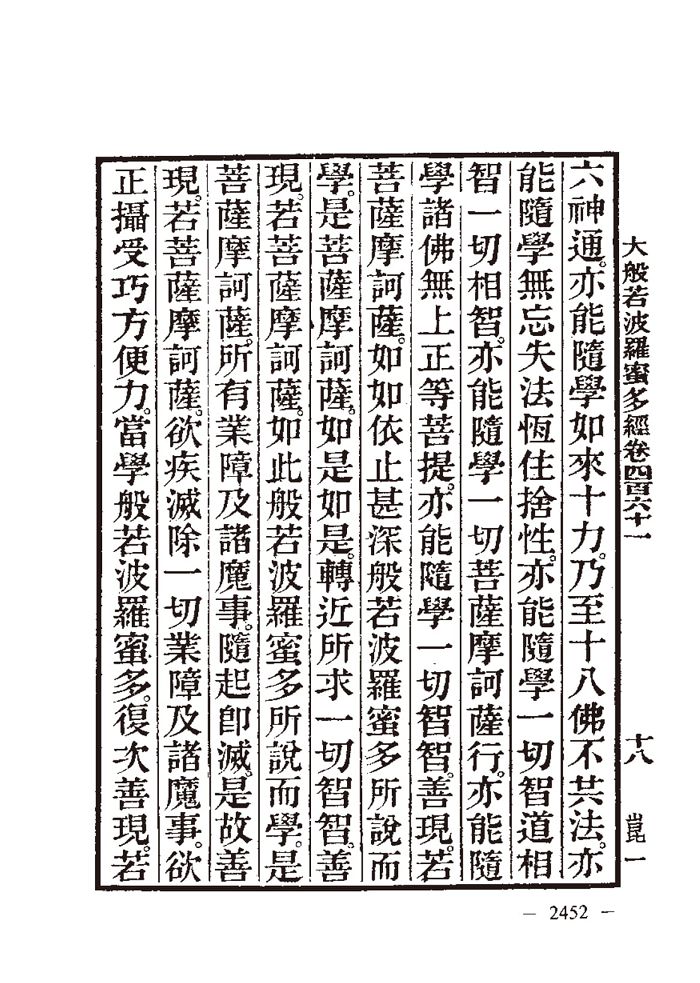 大般若波羅蜜多經卷四百六十一　十八　崑一
六神通。亦能隨學如來十力。乃至十八佛不共法。亦
能隨學無忘失法恆住捨性。亦能隨學一切智道相
智一切相智。亦能隨學一切菩薩摩訶薩行。亦能隨
學諸佛無上正等菩提。亦能隨學一切智智。善現。若
菩薩摩訶薩。如如依止甚深般若波羅蜜多所說而
學。是菩薩摩訶薩。如是如是。轉近所求一切智智。善
現。若菩薩摩訶薩。如此般若波羅蜜多所說而學。是
菩薩摩訶薩。所有業障及諸魔事。隨起卽滅。是故善
現。若菩薩摩訶薩。欲疾滅除一切業障及諸魔事。欲
正攝受巧方便力。當學般若波羅蜜多。復次善現。若
— 2452 —